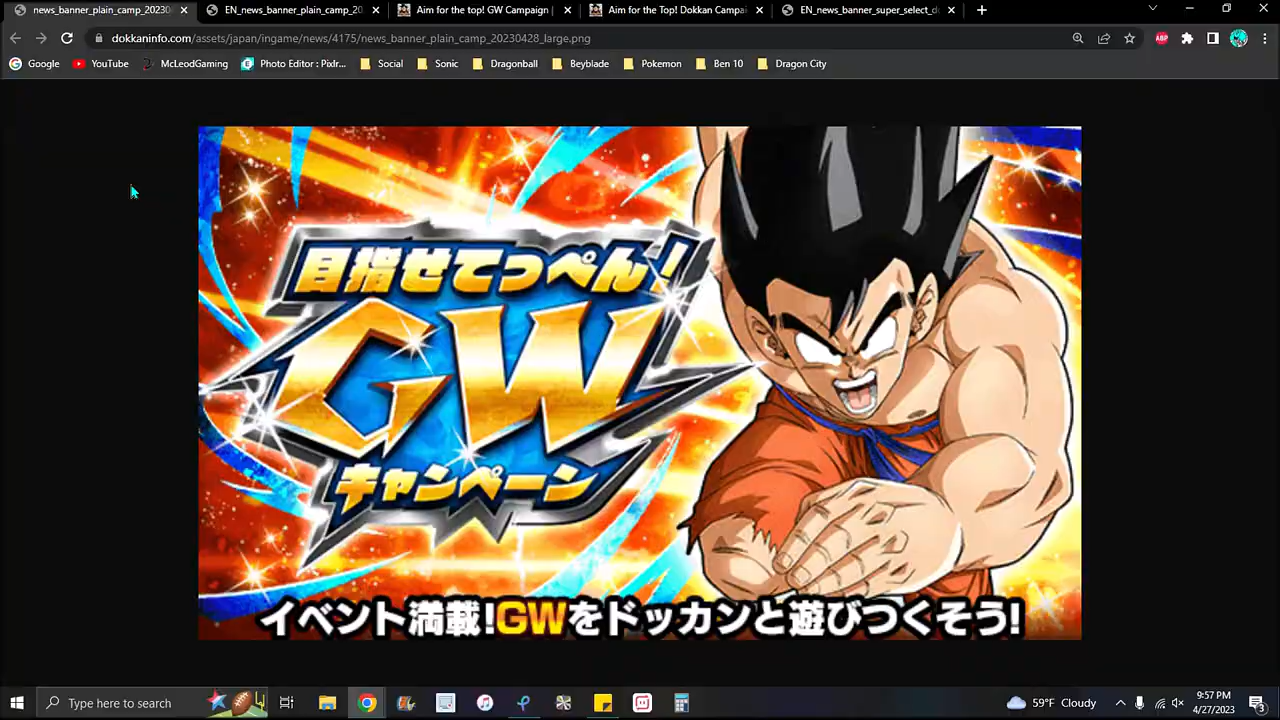 news_banner_plain_camp_20230
EN_news_banner_plain_camp_20
Aim for the top! GW Campaign |
Aim for the Top! Dokkan Campai
EN_news_banner_super_select_d
dokkaninfo.com/assets/japan/ingame/news/4175/news_banner_plain_camp_20230428_large.png
ABP
Google
YouTube
McLeodGaming
Photo Editor : Pixlr...
Social
Sonic
Dragonball
Beyblade
Pokemon
Ben 10
Dragon City
目指せてっぺん!
GW
キャンペーン
イベント満載!GWをドッカンと遊びつくそう!
Type here to search
59°F Cloudy
9:57 PM
4/27/2023